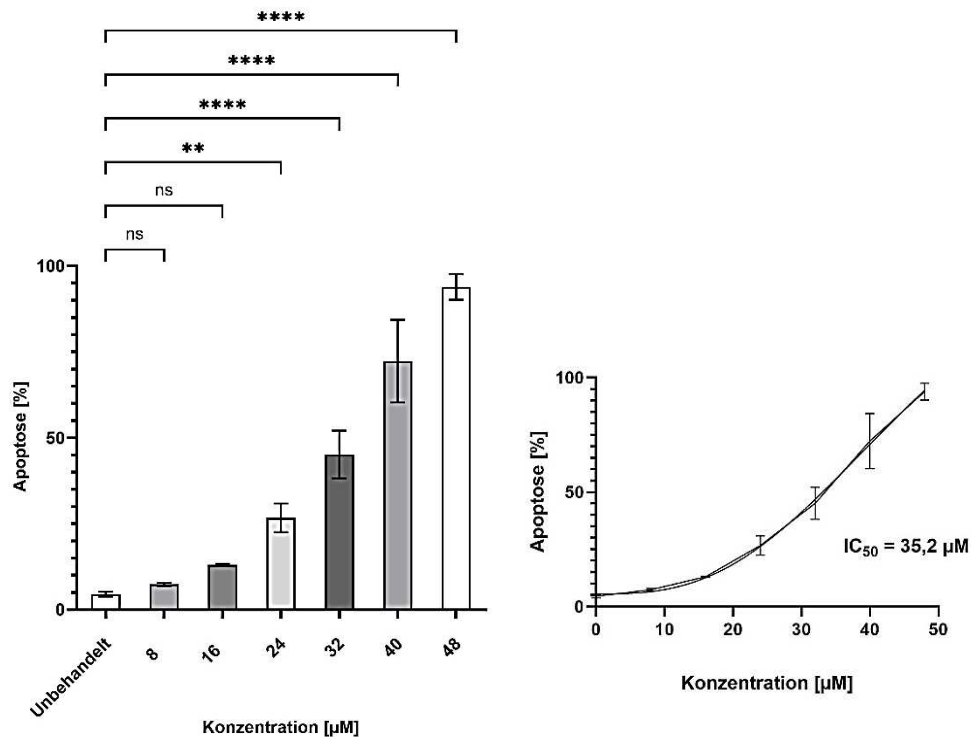 ****
****
****
**
ns
ns
100
50
0
Apoptose [%]
Unbehandelt
8
16
24
32
40
48
Konzentration [µM]
100
50
0
Apoptose [%]
IC50 = 35,2 µM
0 10 20 30 40 50
Konzentration [µM]